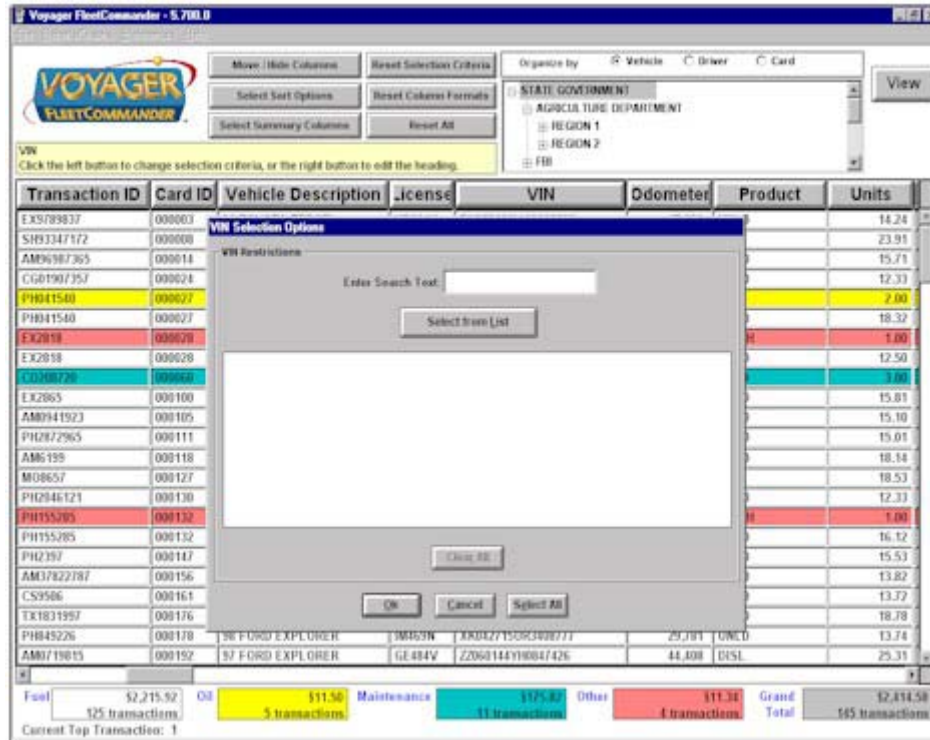 Voyager FleetCommander - 5.700.0
VOYAGER
FLEETCOMMANDER
Move / Hide Columns
Reset Selection Criteria
Select Sort Options
Reset Column Formats
Select Summary Columns
Reset All
Organize by Vehicle Driver Card
STATE GOVERNMENT
AGRICULTURE DEPARTMENT
REGION 1
REGION 2
FBI
View
VIN
Click the left button to change selection criteria, or the right button to edit the heading.
Transaction ID Card ID Vehicle Description License VIN Odometer Product Units
EX9789837 000003 14.24
SH93347172 000008 23.91
AM96987365 000014 15.71
CG01907357 000024 12.33
PH041540 000027 2.00
PH041540 000027 18.32
EX2818 000028 1.00
EX2818 000028 12.50
CO208720 000060 3.00
EX2865 000100 15.81
AM0941923 000105 15.10
PH2872965 000111 15.01
AM6199 000118 18.14
MO8657 000127 18.53
PH2846121 000130 12.33
PH155285 000132 1.00
PH155285 000132 16.12
PH2397 000147 15.53
AM37822787 000156 13.82
CS9506 000161 13.72
TX1831997 000176 18.78
PH849226 000178 98 FORD EXPLORER 29,781 UNLD 13.74
AM0719815 000192 97 FORD EXPLORER GE484V ZZ060144YH0847426 44,408 DISL 25.31
VIN Selection Options
VIN Restrictions
Enter Search Text
Select from List
Clear All
Ok Cancel Select All
Fuel $2,215.92 Oil $11.50 Maintenance $175.82 Other $11.34 Grand Total $2,414.58
125 transactions 5 transactions 11 transactions 4 transactions 145 transactions
Current Top Transaction: 1